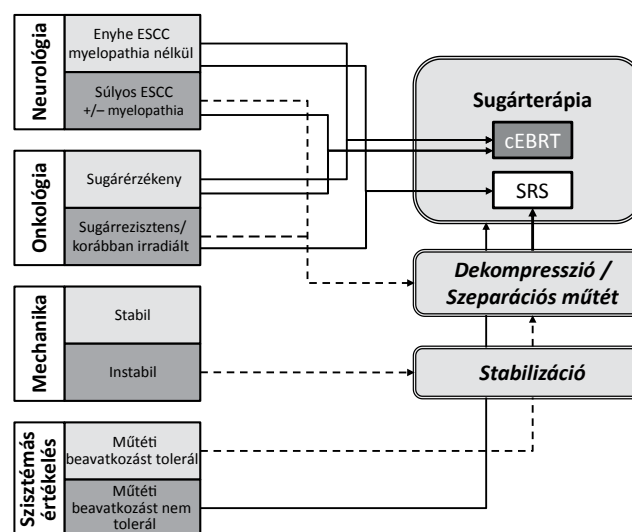 Neurológia
Enyhe ESCC
myelopathia nélkül
Súlyos ESCC
+/− myelopathia
Onkológia
Sugárérzékeny
Sugárrezisztens/
korábban irradiált
Mechanika
Stabil
Instabil
Szisztémás
értékelés
Műtéti
beavatkozást tolerál
Műtéti
beavatkozást nem
tolerál
Sugárterápia
cEBRT
SRS
Dekompresszió /
Szeparációs műtét
Stabilizáció